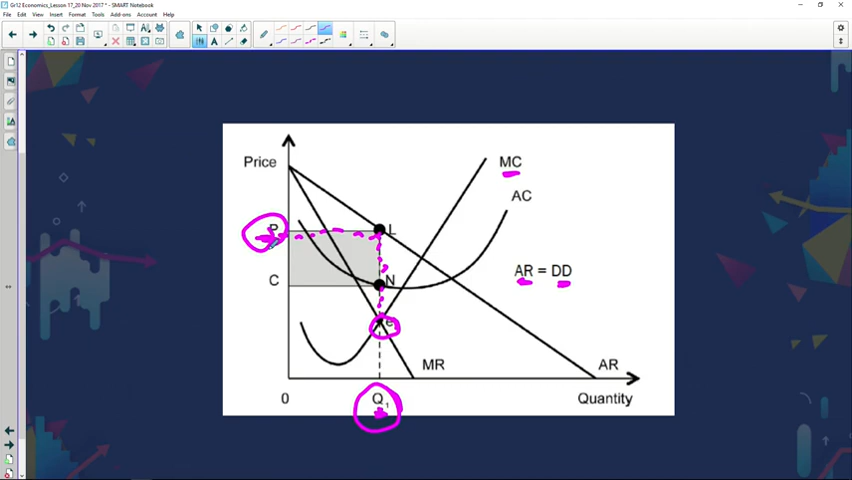 Gr12 Economics_Lesson 17_20 Nov 2017 * - SMART Notebook
File Edit View Insert Format Tools Add-ons Account Help
Price
MC
AC
P
L
AR = DD
C
N
e
MR
AR
0
Q1
Quantity